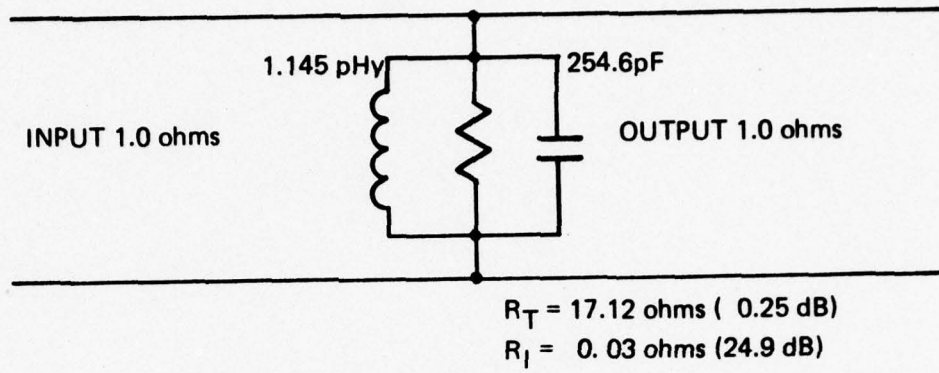 1.145 pHy
254.6pF
INPUT 1.0 ohms
OUTPUT 1.0 ohms
R_T = 17.12 ohms ( 0.25 dB)
R_I = 0. 03 ohms (24.9 dB)